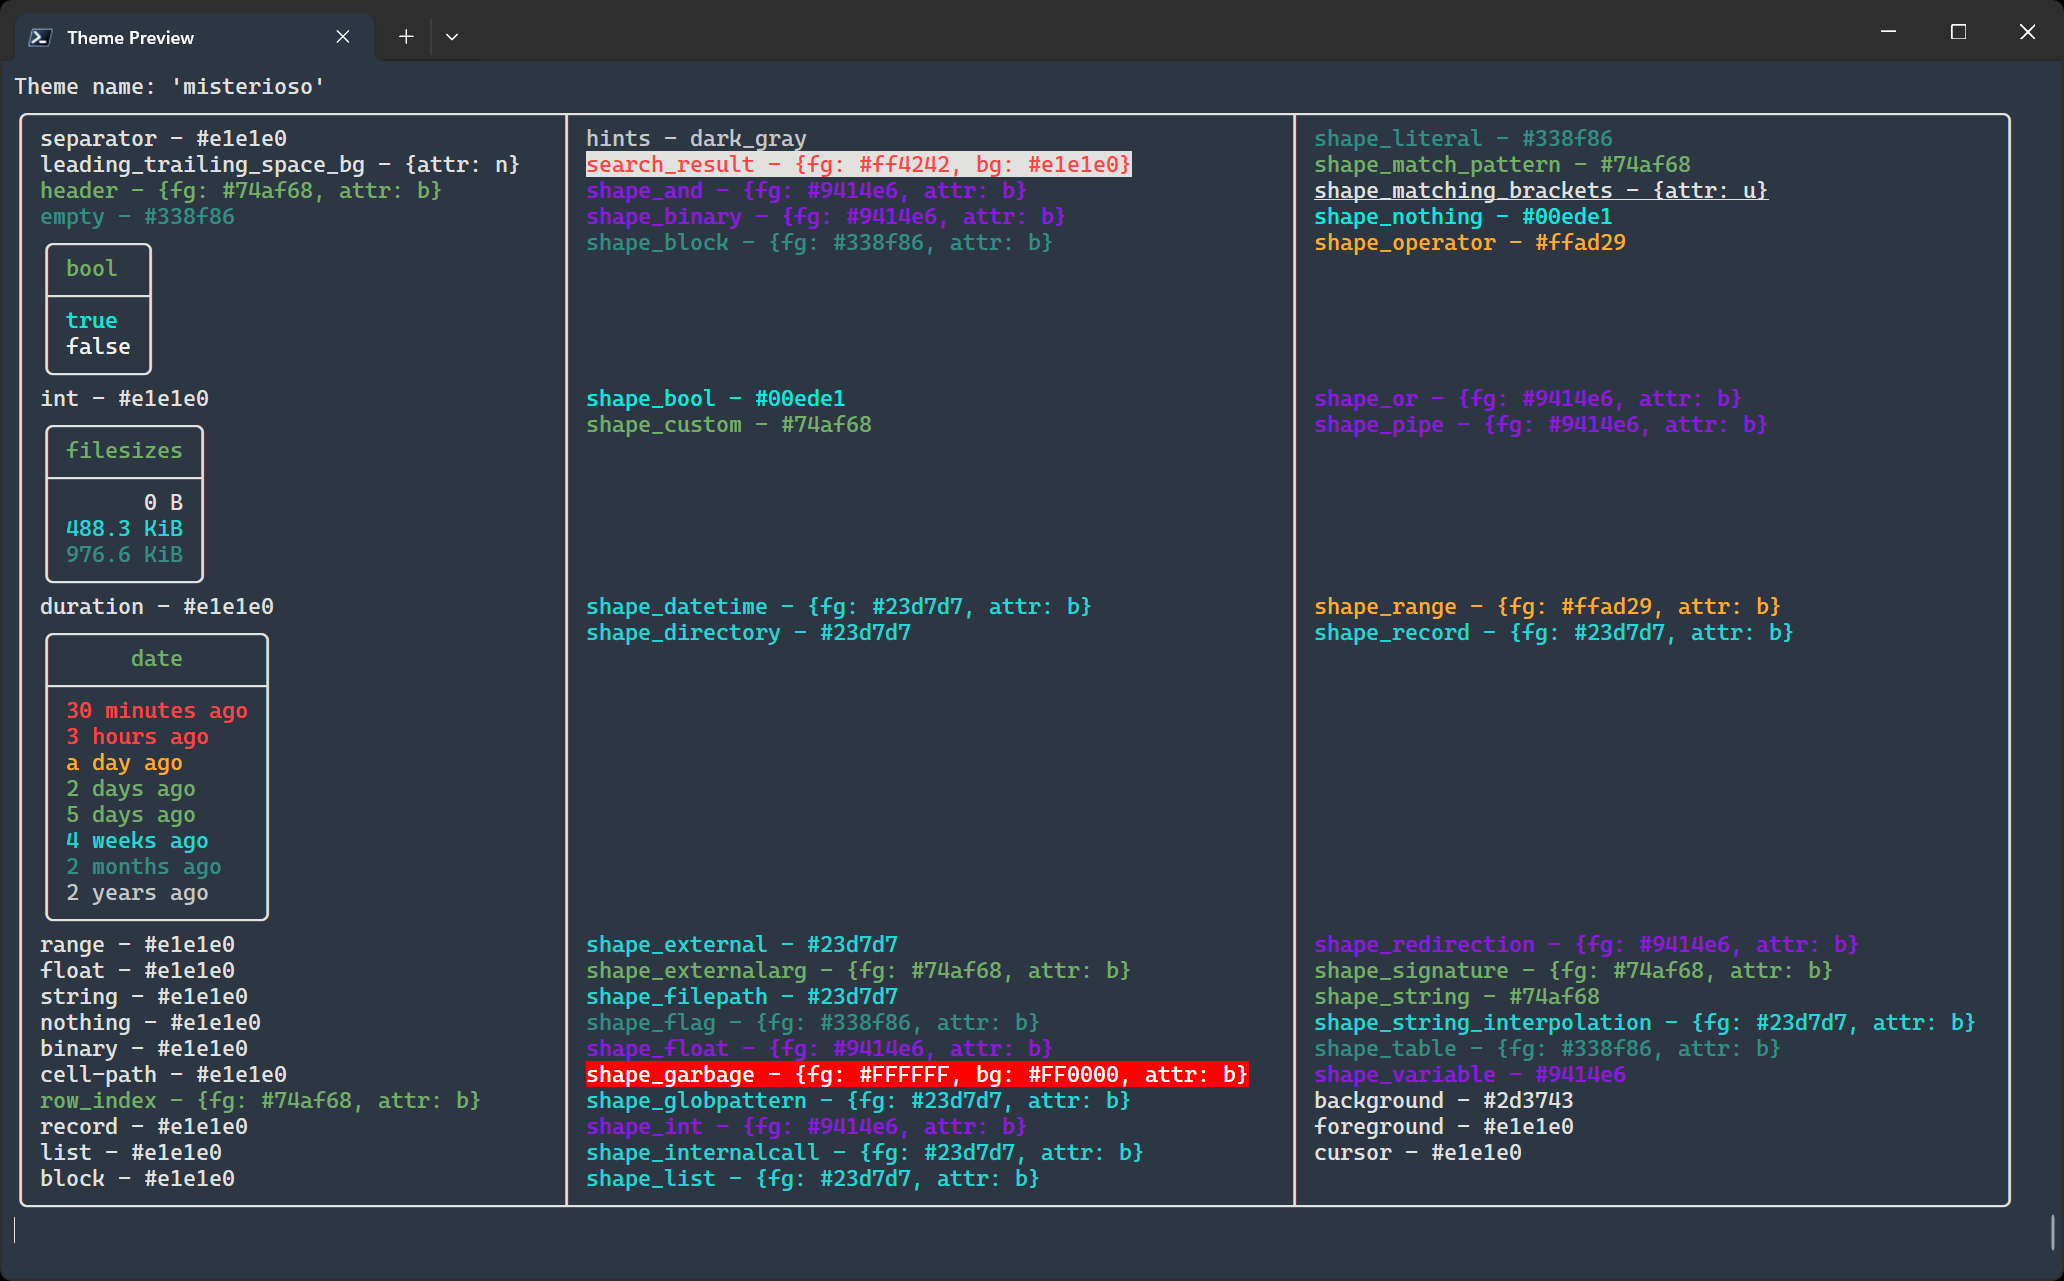 Theme Preview
Theme name: 'misterioso'
separator - #e1e1e0
leading_trailing_space_bg - {attr: n}
header - {fg: #74af68, attr: b}
empty - #338f86
bool
true
false
int - #e1e1e0
filesizes
0 B
488.3 KiB
976.6 KiB
duration - #e1e1e0
date
30 minutes ago
3 hours ago
a day ago
2 days ago
5 days ago
4 weeks ago
2 months ago
2 years ago
range - #e1e1e0
float - #e1e1e0
string - #e1e1e0
nothing - #e1e1e0
binary - #e1e1e0
cell-path - #e1e1e0
row_index - {fg: #74af68, attr: b}
record - #e1e1e0
list - #e1e1e0
block - #e1e1e0
hints - dark_gray
search_result - {fg: #ff4242, bg: #e1e1e0}
shape_and - {fg: #9414e6, attr: b}
shape_binary - {fg: #9414e6, attr: b}
shape_block - {fg: #338f86, attr: b}
shape_bool - #00ede1
shape_custom - #74af68
shape_datetime - {fg: #23d7d7, attr: b}
shape_directory - #23d7d7
shape_external - #23d7d7
shape_externalarg - {fg: #74af68, attr: b}
shape_filepath - #23d7d7
shape_flag - {fg: #338f86, attr: b}
shape_float - {fg: #9414e6, attr: b}
shape_garbage - {fg: #FFFFFF, bg: #FF0000, attr: b}
shape_globpattern - {fg: #23d7d7, attr: b}
shape_int - {fg: #9414e6, attr: b}
shape_internalcall - {fg: #23d7d7, attr: b}
shape_list - {fg: #23d7d7, attr: b}
shape_literal - #338f86
shape_match_pattern - #74af68
shape_matching_brackets - {attr: u}
shape_nothing - #00ede1
shape_operator - #ffad29
shape_or - {fg: #9414e6, attr: b}
shape_pipe - {fg: #9414e6, attr: b}
shape_range - {fg: #ffad29, attr: b}
shape_record - {fg: #23d7d7, attr: b}
shape_redirection - {fg: #9414e6, attr: b}
shape_signature - {fg: #74af68, attr: b}
shape_string - #74af68
shape_string_interpolation - {fg: #23d7d7, attr: b}
shape_table - {fg: #338f86, attr: b}
shape_variable - #9414e6
background - #2d3743
foreground - #e1e1e0
cursor - #e1e1e0